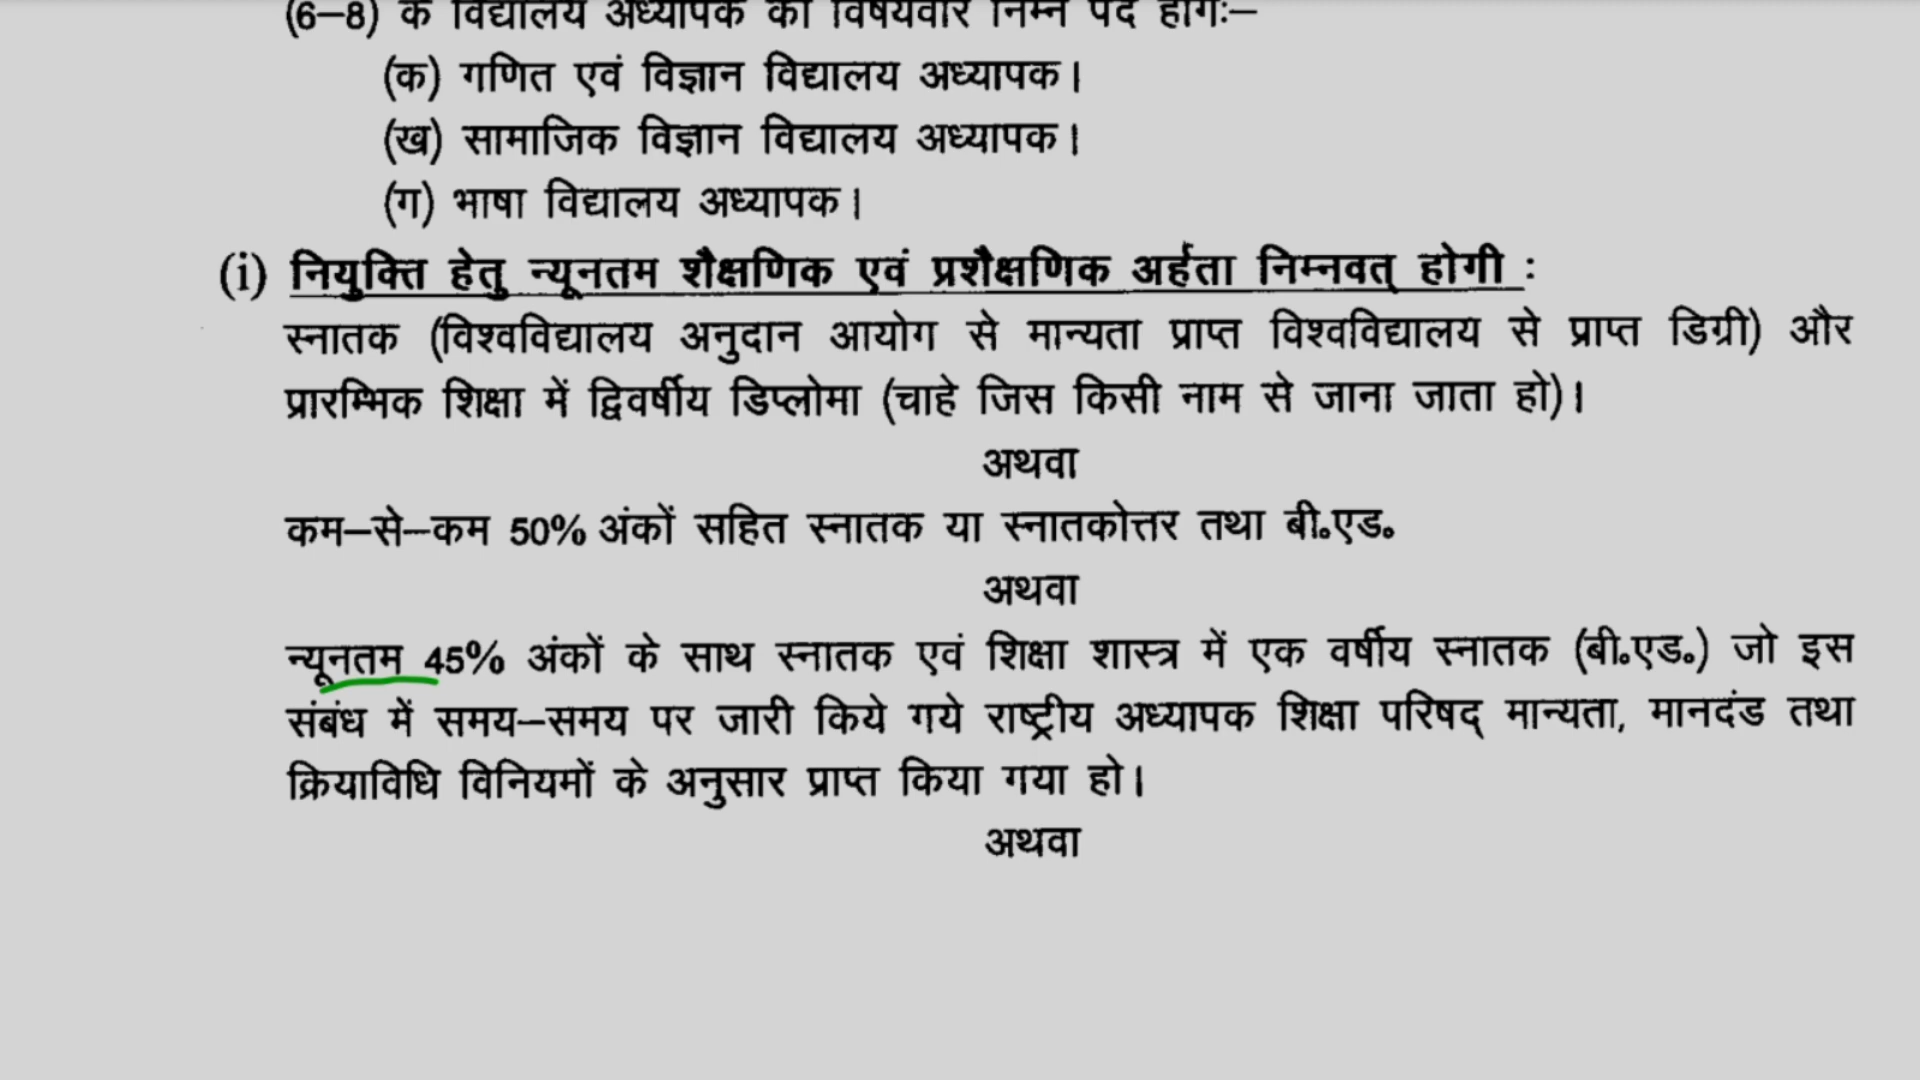 (6–8) के विद्यालय अध्यापक का विषयवार निम्न पद होंगे:–
(क) गणित एवं विज्ञान विद्यालय अध्यापक।
(ख) सामाजिक विज्ञान विद्यालय अध्यापक।
(ग) भाषा विद्यालय अध्यापक।
(i) नियुक्ति हेतु न्यूनतम शैक्षणिक एवं प्रशैक्षणिक अर्हता निम्नवत् होगी :
स्नातक (विश्वविद्यालय अनुदान आयोग से मान्यता प्राप्त विश्वविद्यालय से प्राप्त डिग्री) और
प्रारम्भिक शिक्षा में द्विवर्षीय डिप्लोमा (चाहे जिस किसी नाम से जाना जाता हो)।
अथवा
कम–से–कम 50% अंकों सहित स्नातक या स्नातकोत्तर तथा बी॰एड॰
अथवा
न्यूनतम 45% अंकों के साथ स्नातक एवं शिक्षा शास्त्र में एक वर्षीय स्नातक (बी॰एड॰) जो इस
संबंध में समय–समय पर जारी किये गये राष्ट्रीय अध्यापक शिक्षा परिषद् मान्यता, मानदंड तथा
क्रियाविधि विनियमों के अनुसार प्राप्त किया गया हो।
अथवा